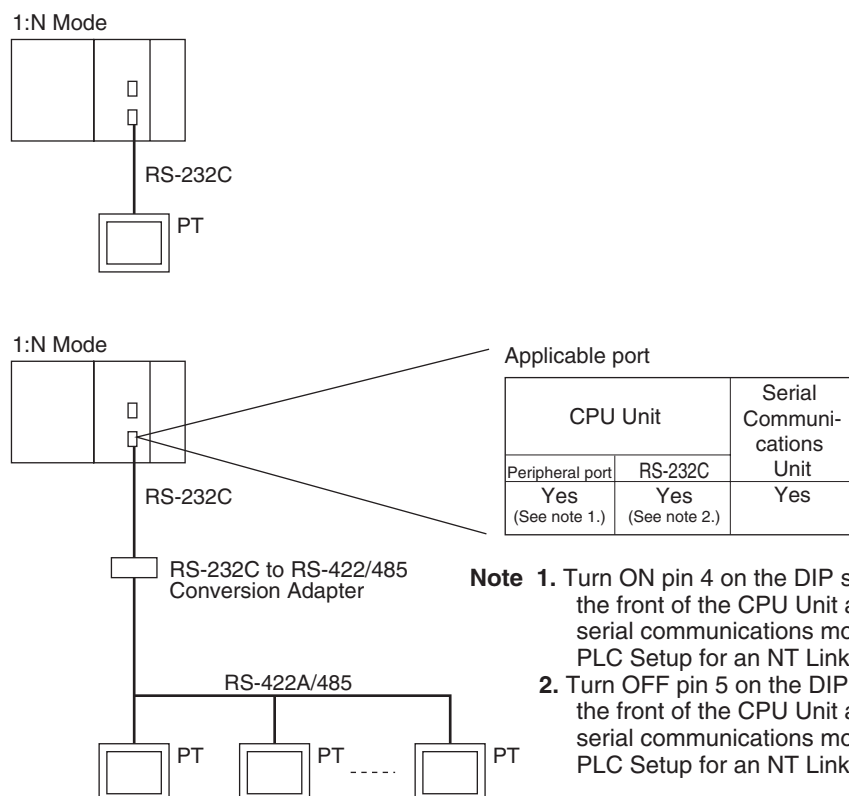 1:N Mode
RS-232C
PT
1:N Mode
RS-232C
RS-232C to RS-422/485
Conversion Adapter
RS-422A/485
PT
PT
PT
Applicable port
CPU Unit
Serial
Communi-
cations
Unit
Peripheral port
RS-232C
Yes
(See note 1.)
Yes
(See note 2.)
Yes
Note 1. Turn ON pin 4 on the DIP
the front of the CPU Unit
serial communications
PLC Setup for an NT Link
2. Turn OFF pin 5 on the DIP
the front of the CPU Unit
serial communications
PLC Setup for an NT Link